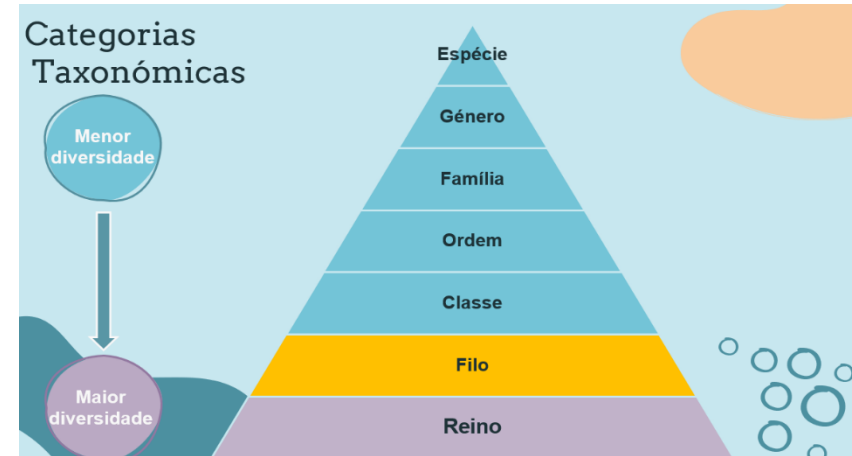 Categorias
Taxonómicas
Menor
diversidade
Maior
diversidade
Espécie
Género
Família
Ordem
Classe
Filo
Reino